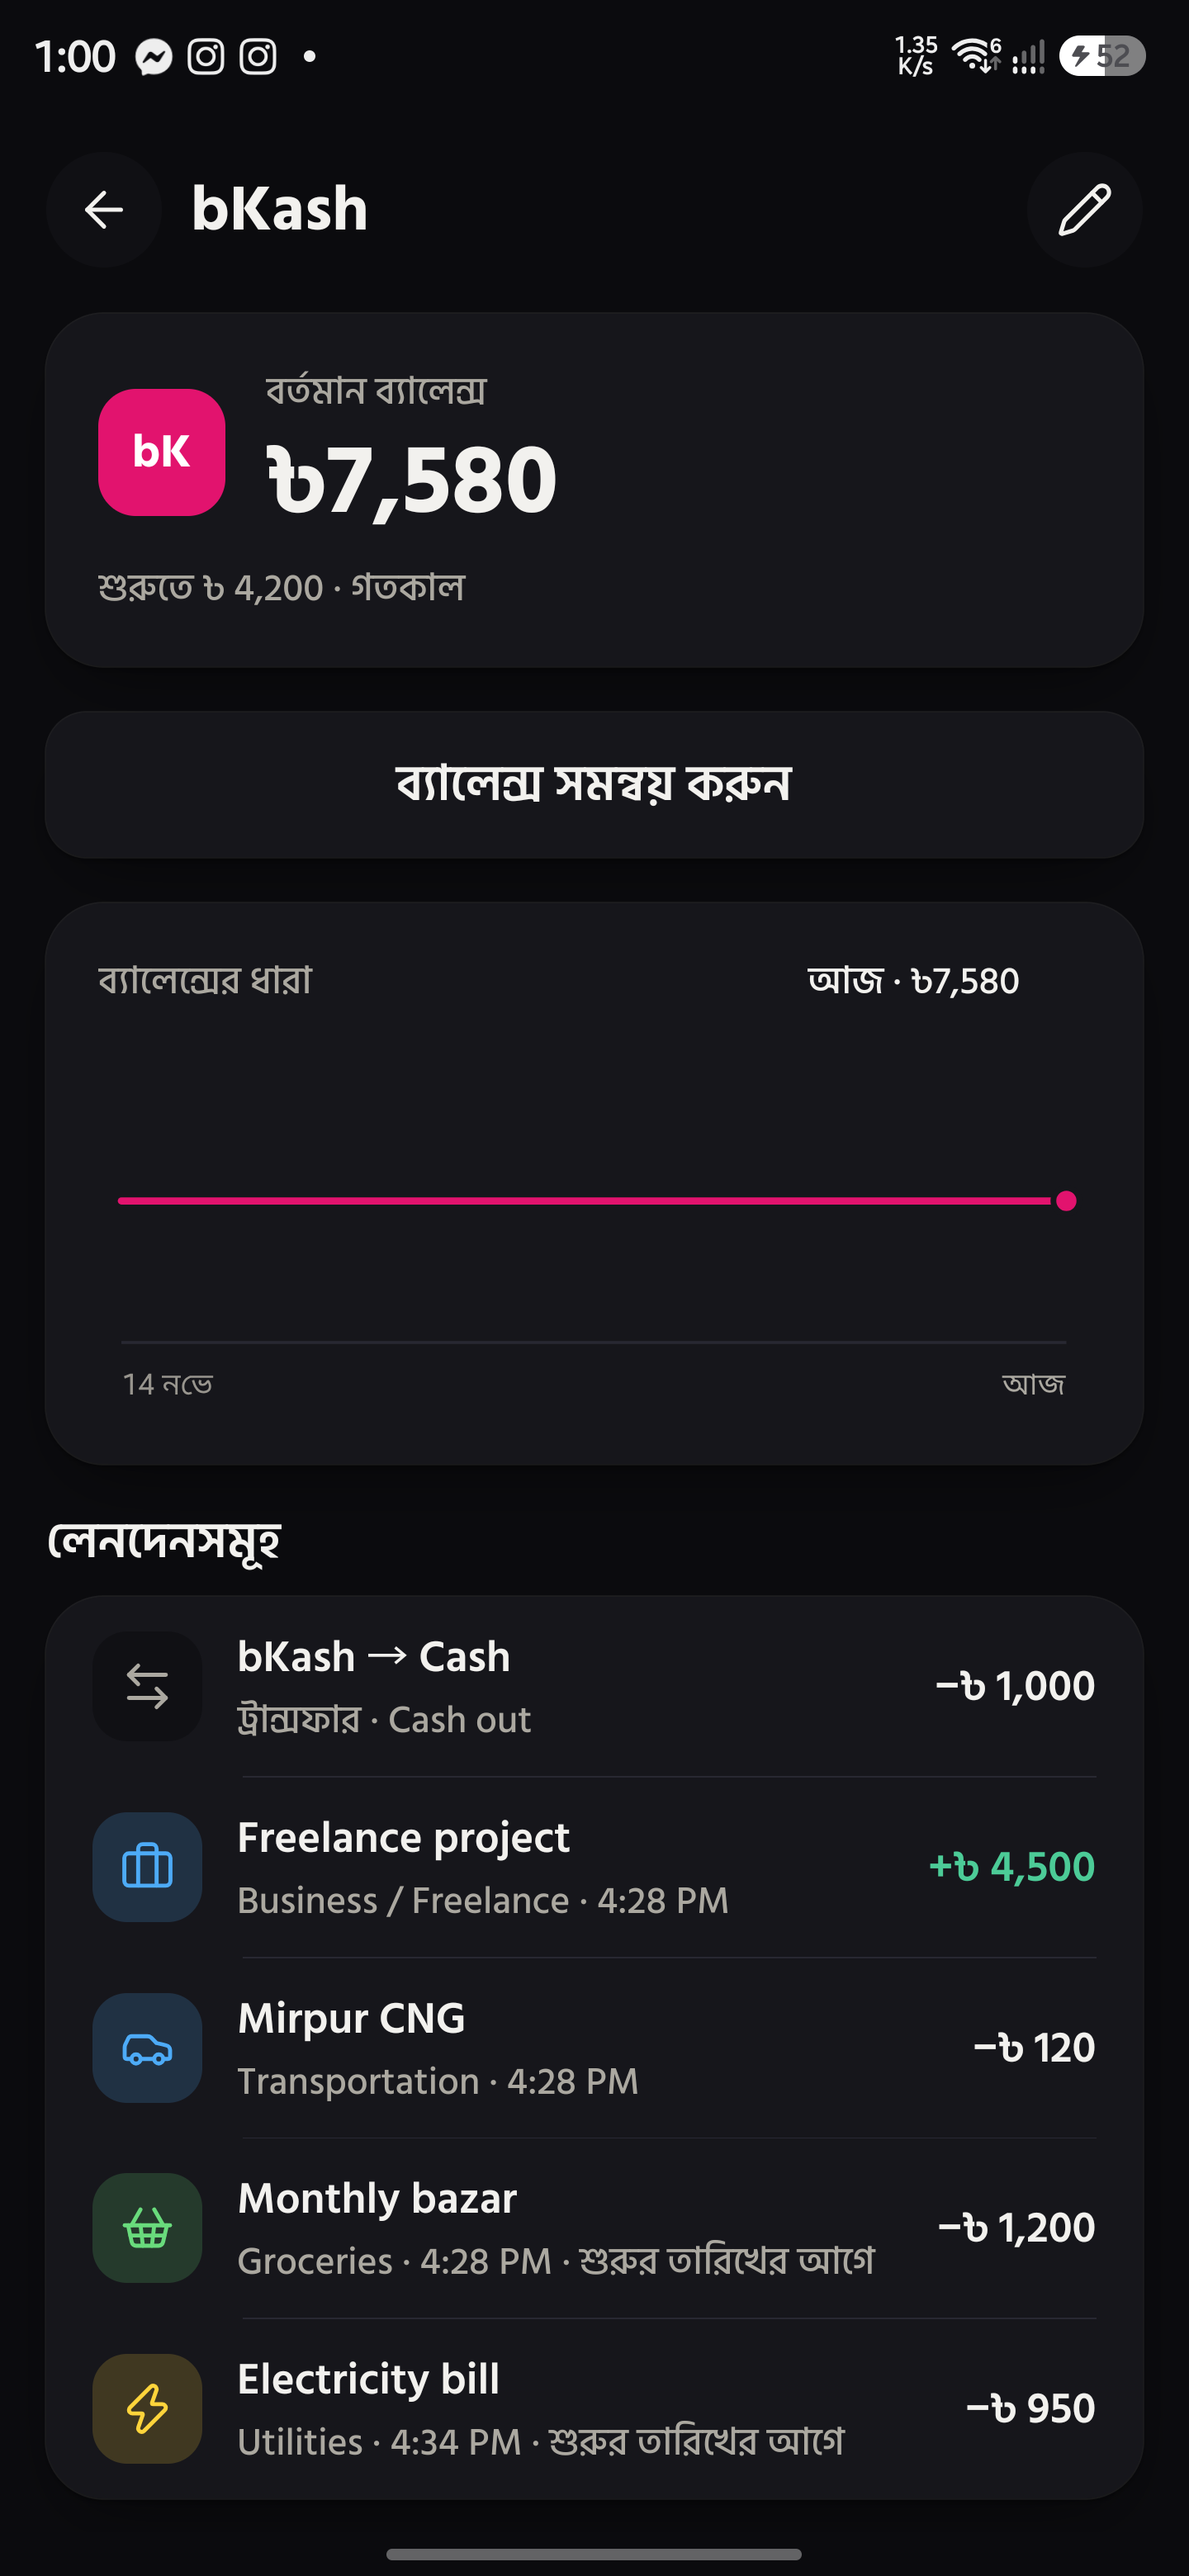 1:00
1.35 K/s
6
52
bKash
bK
বর্তমান ব্যালেন্স
৳7,580
শুরুতে ৳ 4,200 · গতকাল
ব্যালেন্স সমন্বয় করুন
ব্যালেন্সের ধারা
আজ · ৳7,580
14 নভে
আজ
লেনদেনসমূহ
bKash → Cash
ট্রান্সফার · Cash out
−৳ 1,000
Freelance project
Business / Freelance · 4:28 PM
+৳ 4,500
Mirpur CNG
Transportation · 4:28 PM
−৳ 120
Monthly bazar
Groceries · 4:28 PM · শুরুর তারিখের আগে
−৳ 1,200
Electricity bill
Utilities · 4:34 PM · শুরুর তারিখের আগে
−৳ 950